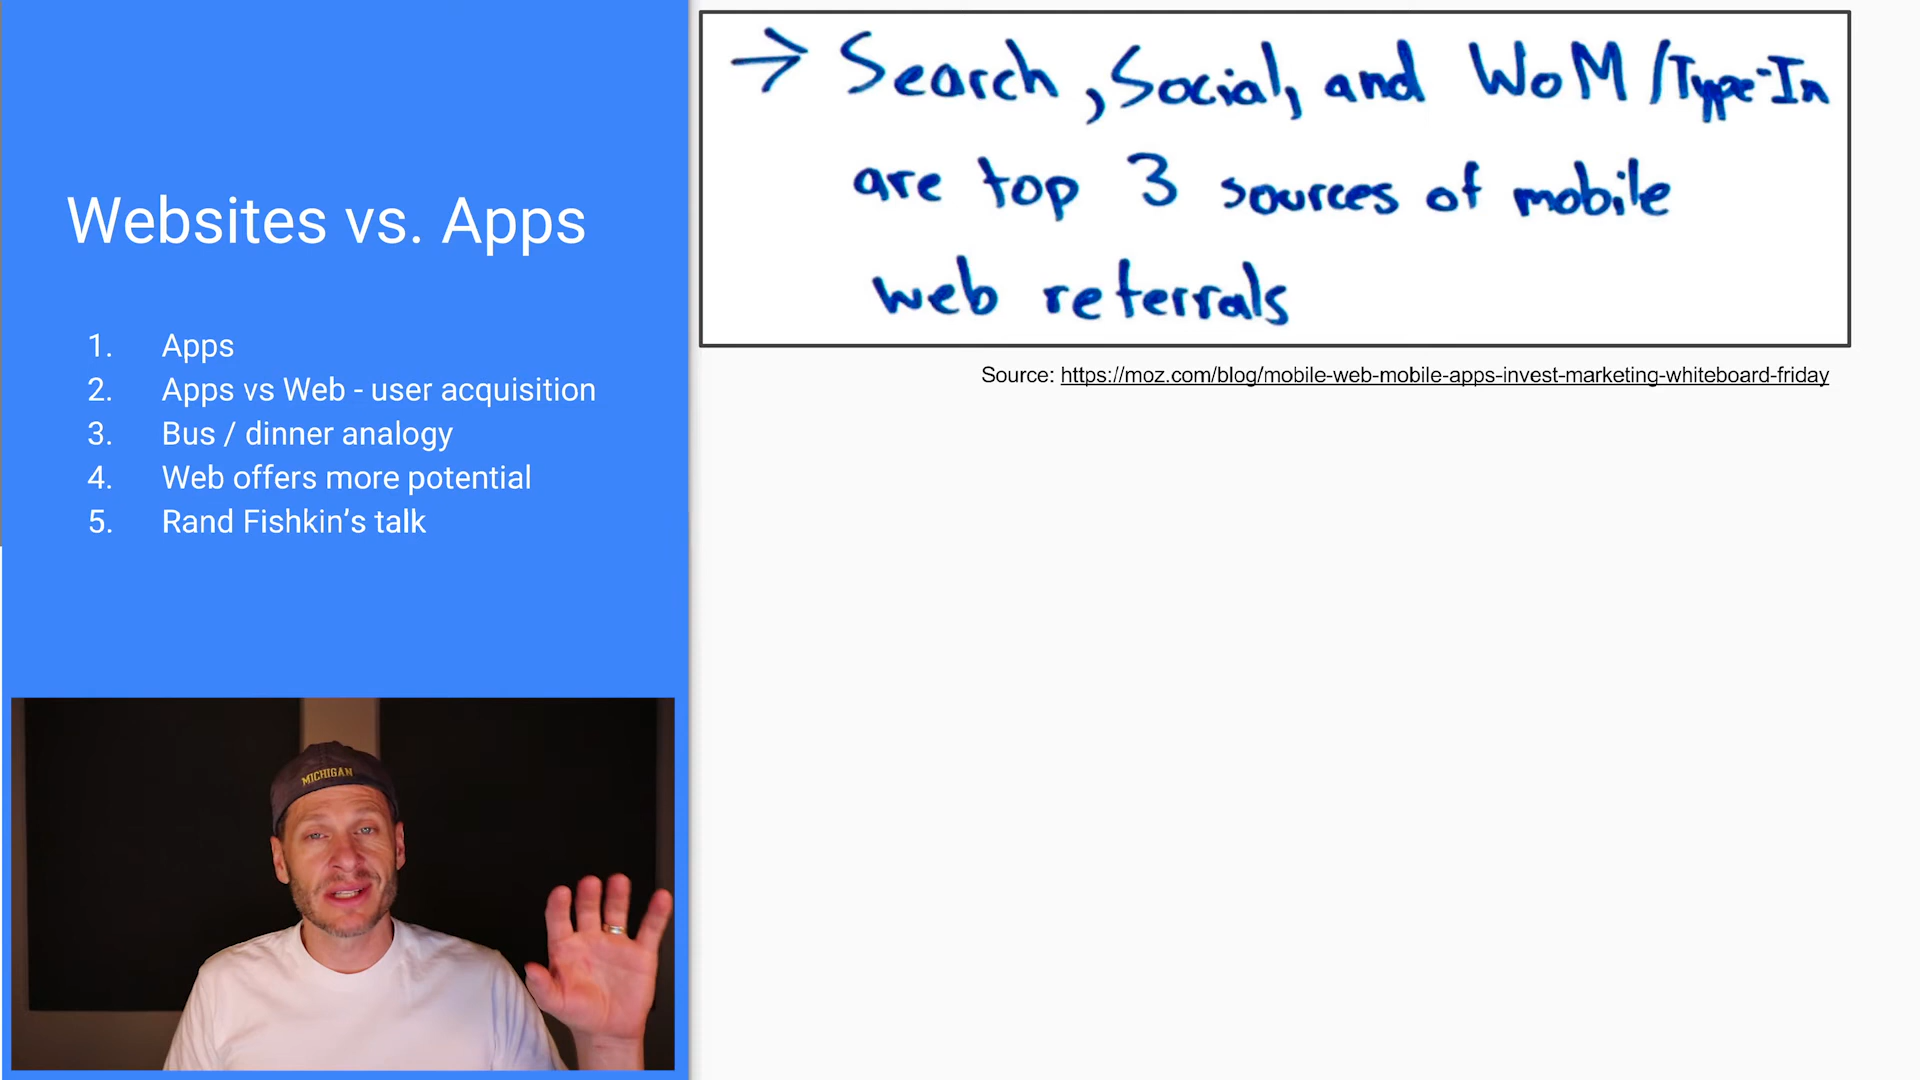 Websites vs. Apps
1. Apps
2. Apps vs Web - user acquisition
3. Bus / dinner analogy
4. Web offers more potential
5. Rand Fishkin's talk
MICHIGAN
→ Search, Social, and WoM/Type-In
are top 3 sources of mobile
web referrals
Source: https://moz.com/blog/mobile-web-mobile-apps-invest-marketing-whiteboard-friday